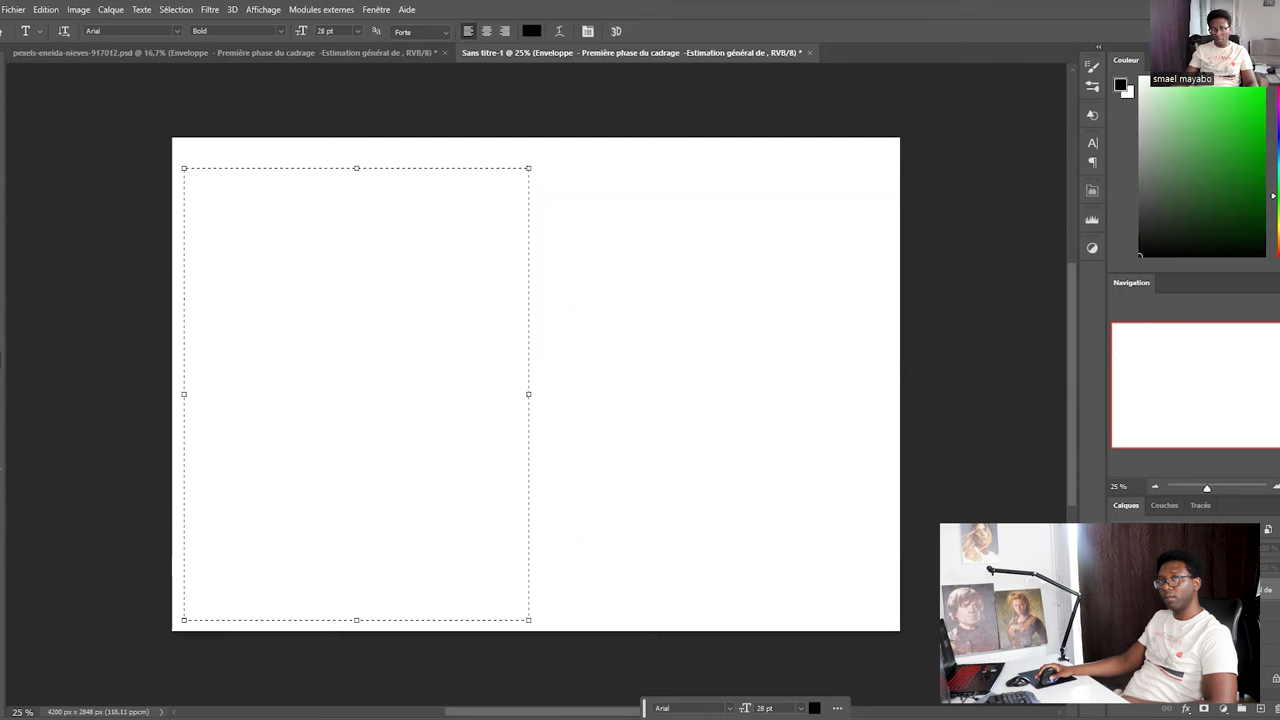 Fichier Edition Image Calque Texte Sélection Filtre 3D Affichage Modules externes Fenêtre Aide
Arial Bold 28 pt Forte 3D
pexels-eneida-nieves-917012.psd @ 16,7% (Enveloppe - Première phase du cadrage -Estimation général de , RVB/8) *
Sans titre-1 @ 25% (Enveloppe - Première phase du cadrage -Estimation général de , RVB/8) *
Couleur
smael mayabo
Navigation
25 %
Calques Couches Tracés
25 % 4200 px x 2848 px (118,11 ppcm)
Arial 28 pt